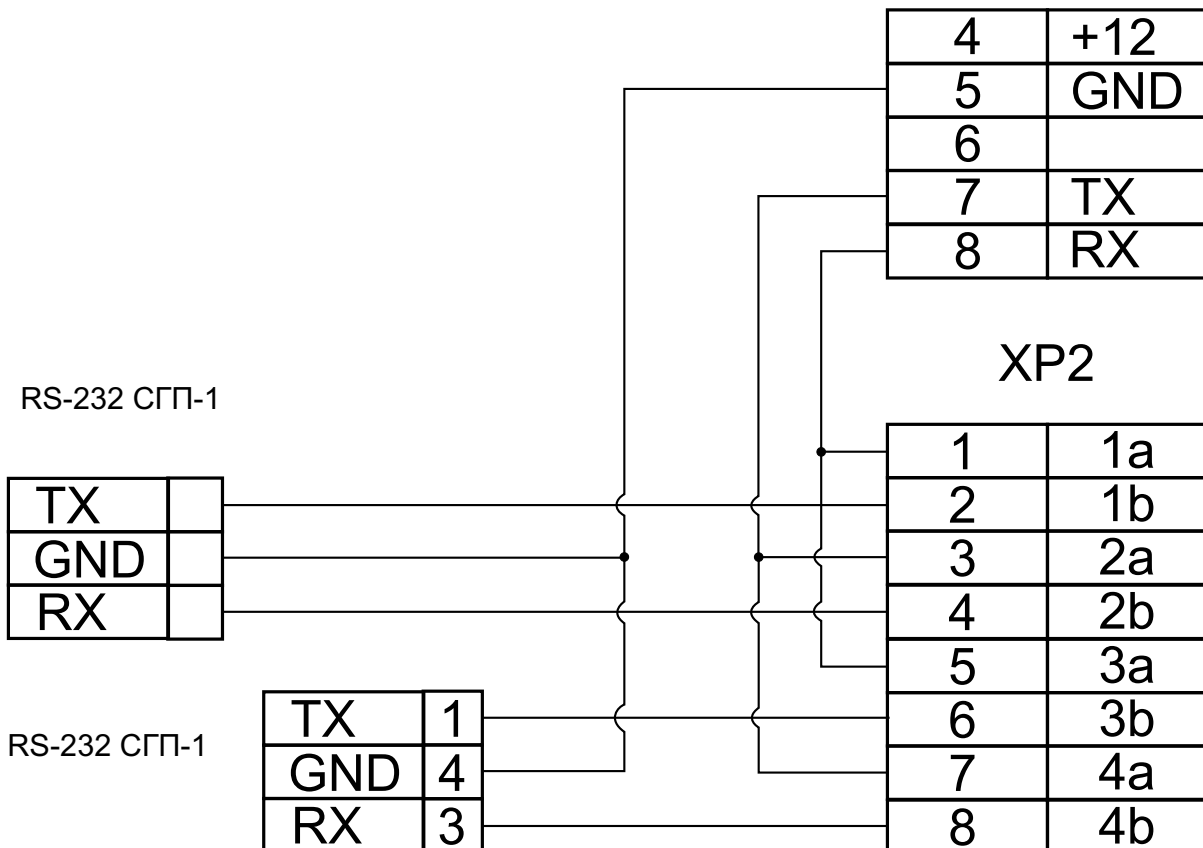 4 +12
5 GND
6
7 TX
8 RX
XP2
RS-232 СГП-1
TX
GND
RX
1 1a
2 1b
3 2a
4 2b
5 3a
6 3b
7 4a
8 4b
RS-232 СГП-1
TX 1
GND 4
RX 3